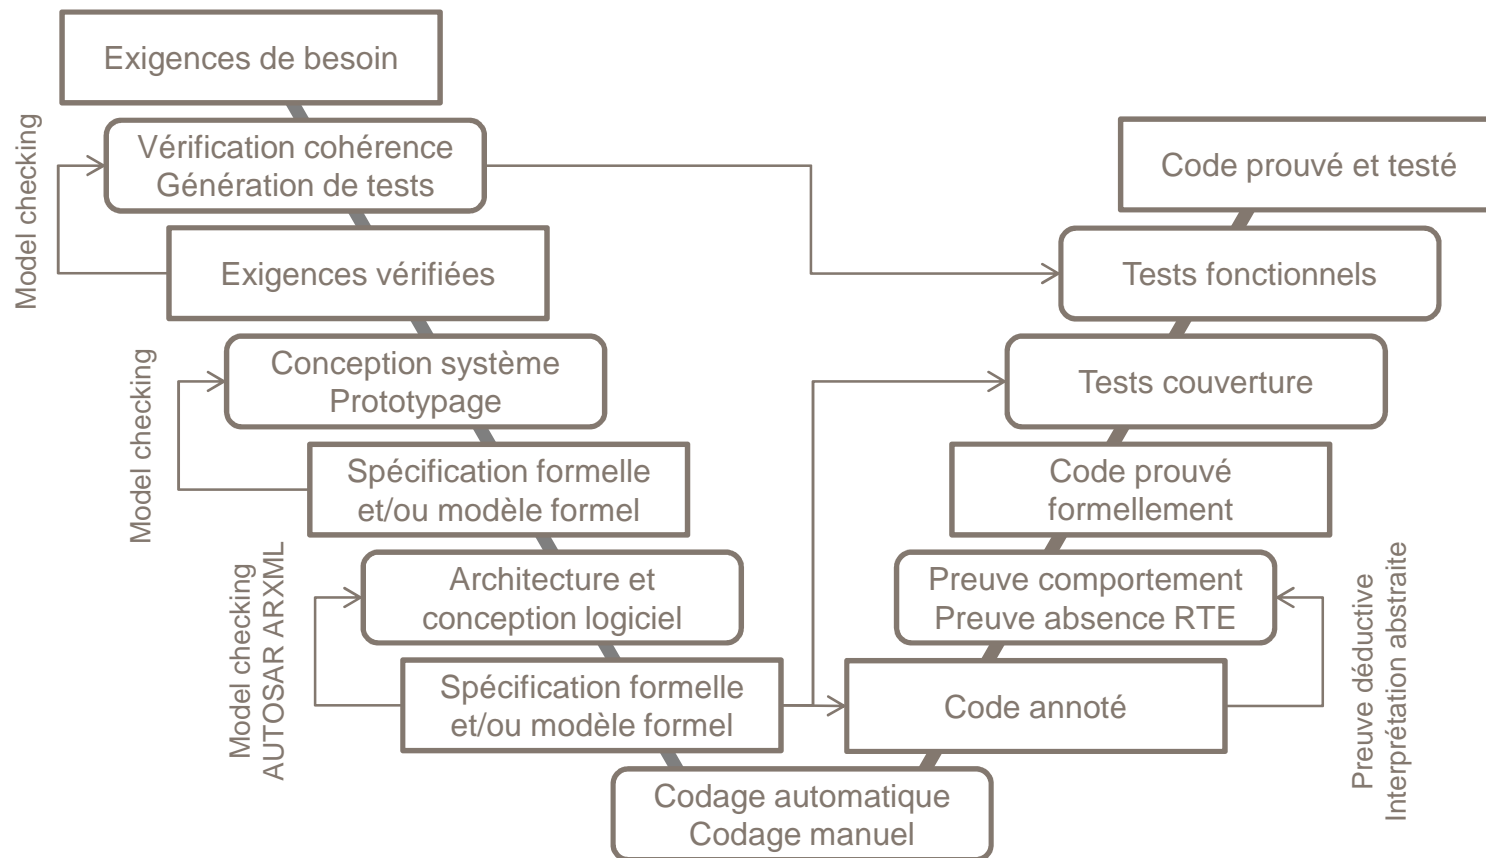 Exigences de besoin
Model checking
Vérification cohérence
Génération de tests
Exigences vérifiées
Model checking
Conception système
Prototypage
Spécification formelle
et/ou modèle formel
Model checking
AUTOSAR ARXML
Architecture et
conception logiciel
Spécification formelle
et/ou modèle formel
Codage automatique
Codage manuel
Code prouvé et testé
Tests fonctionnels
Tests couverture
Code prouvé
formellement
Preuve comportement
Preuve absence RTE
Code annoté
Preuve déductive
Interprétation abstraite